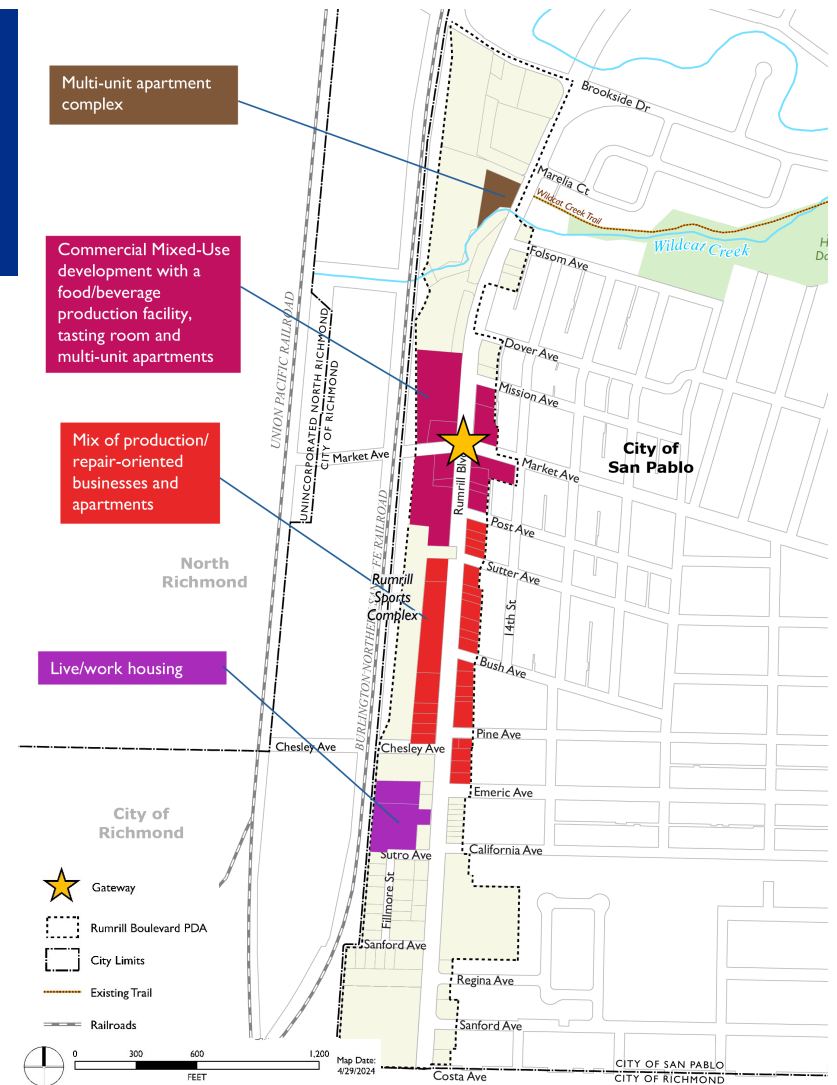 Multi-unit apartment
complex
Brookside Dr
Marelia Ct
Wildcat Creek Trail
Wildcat Creek
Folsom Ave
Commercial Mixed-Use
development with a
food/beverage
production facility,
tasting room and
multi-unit apartments
UNION PACIFIC RAILROAD
UNINCORPORATED NORTH RICHMOND
CITY OF RICHMOND
Dover Ave
Mission Ave
Mix of production/
repair-oriented
businesses and
apartments
Market Ave
Rumrill Blvd
Market Ave
City of
San Pablo
Post Ave
North
Richmond
Sutter Ave
Rumrill
Sports
Complex
14th St
Bush Ave
Live/work housing
Pine Ave
Chesley Ave
Chesley Ave
Emeric Ave
City of
Richmond
California Ave
Sutro Ave
Fillmore St
Sanford Ave
Regina Ave
Sanford Ave
Costa Ave
Gateway
Rumrill Boulevard PDA
City Limits
Existing Trail
Railroads
0 300 600 1,200
FEET
Map Date:
4/29/2024
CITY OF SAN PABLO
CITY OF RICHMOND